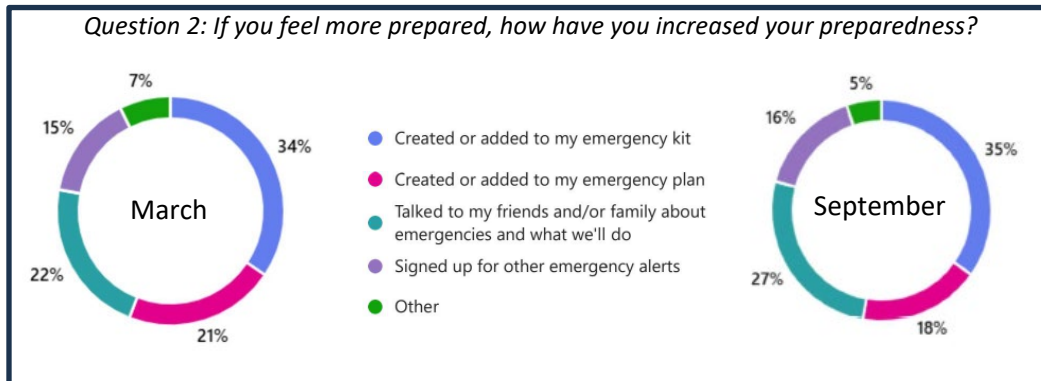 Question 2: If you feel more prepared, how have you increased your preparedness?
7%
15%
34%
March
22%
21%
Created or added to my emergency kit
Created or added to my emergency plan
Talked to my friends and/or family about
emergencies and what we'll do
Signed up for other emergency alerts
Other
5%
16%
35%
September
27%
18%